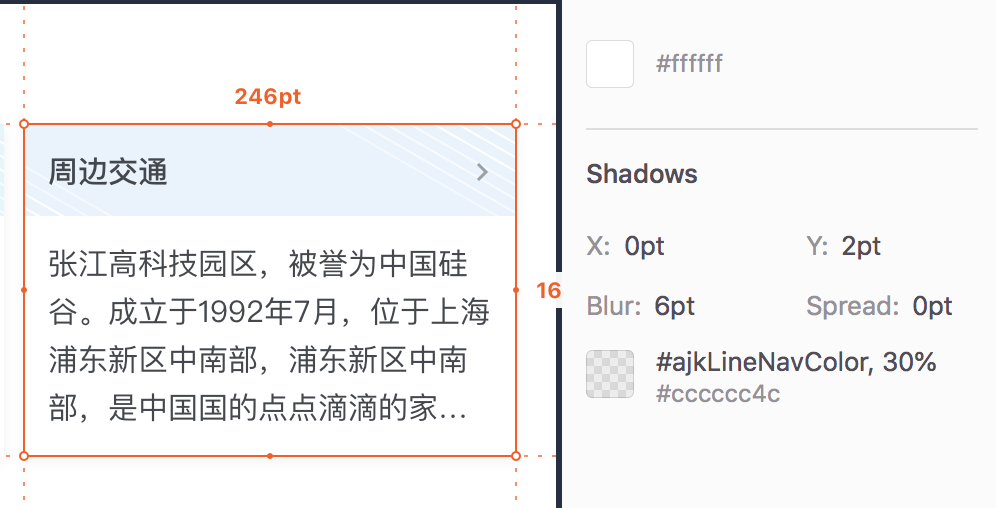 246pt
周边交通
张江高科技园区，被誉为中国硅
谷。成立于1992年7月，位于上海
浦东新区中南部，浦东新区中南
部，是中国国的点点滴滴的家...
16
#ffffff
Shadows
X: 0pt
Y: 2pt
Blur: 6pt
Spread: 0pt
#ajkLineNavColor, 30%
#cccccc4c